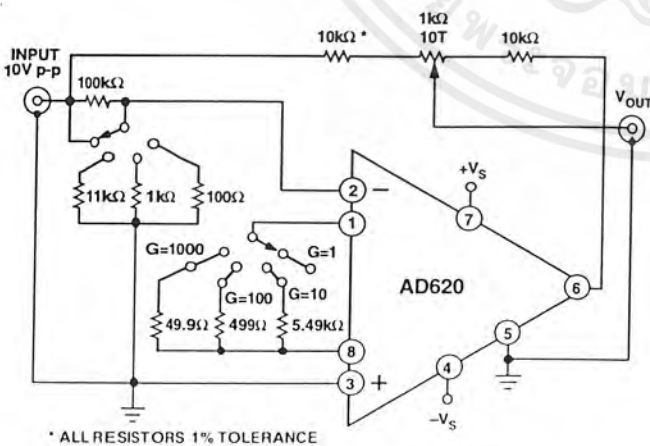 INPUT
10V p-p
100kΩ
10kΩ *
1kΩ
10T
10kΩ
VOUT
11kΩ
1kΩ
100Ω
G=1000
G=100
G=10
G=1
49.9Ω
499Ω
5.49kΩ
2
−
1
8
3
+
AD620
+VS
7
6
5
4
−VS
* ALL RESISTORS 1% TOLERANCE